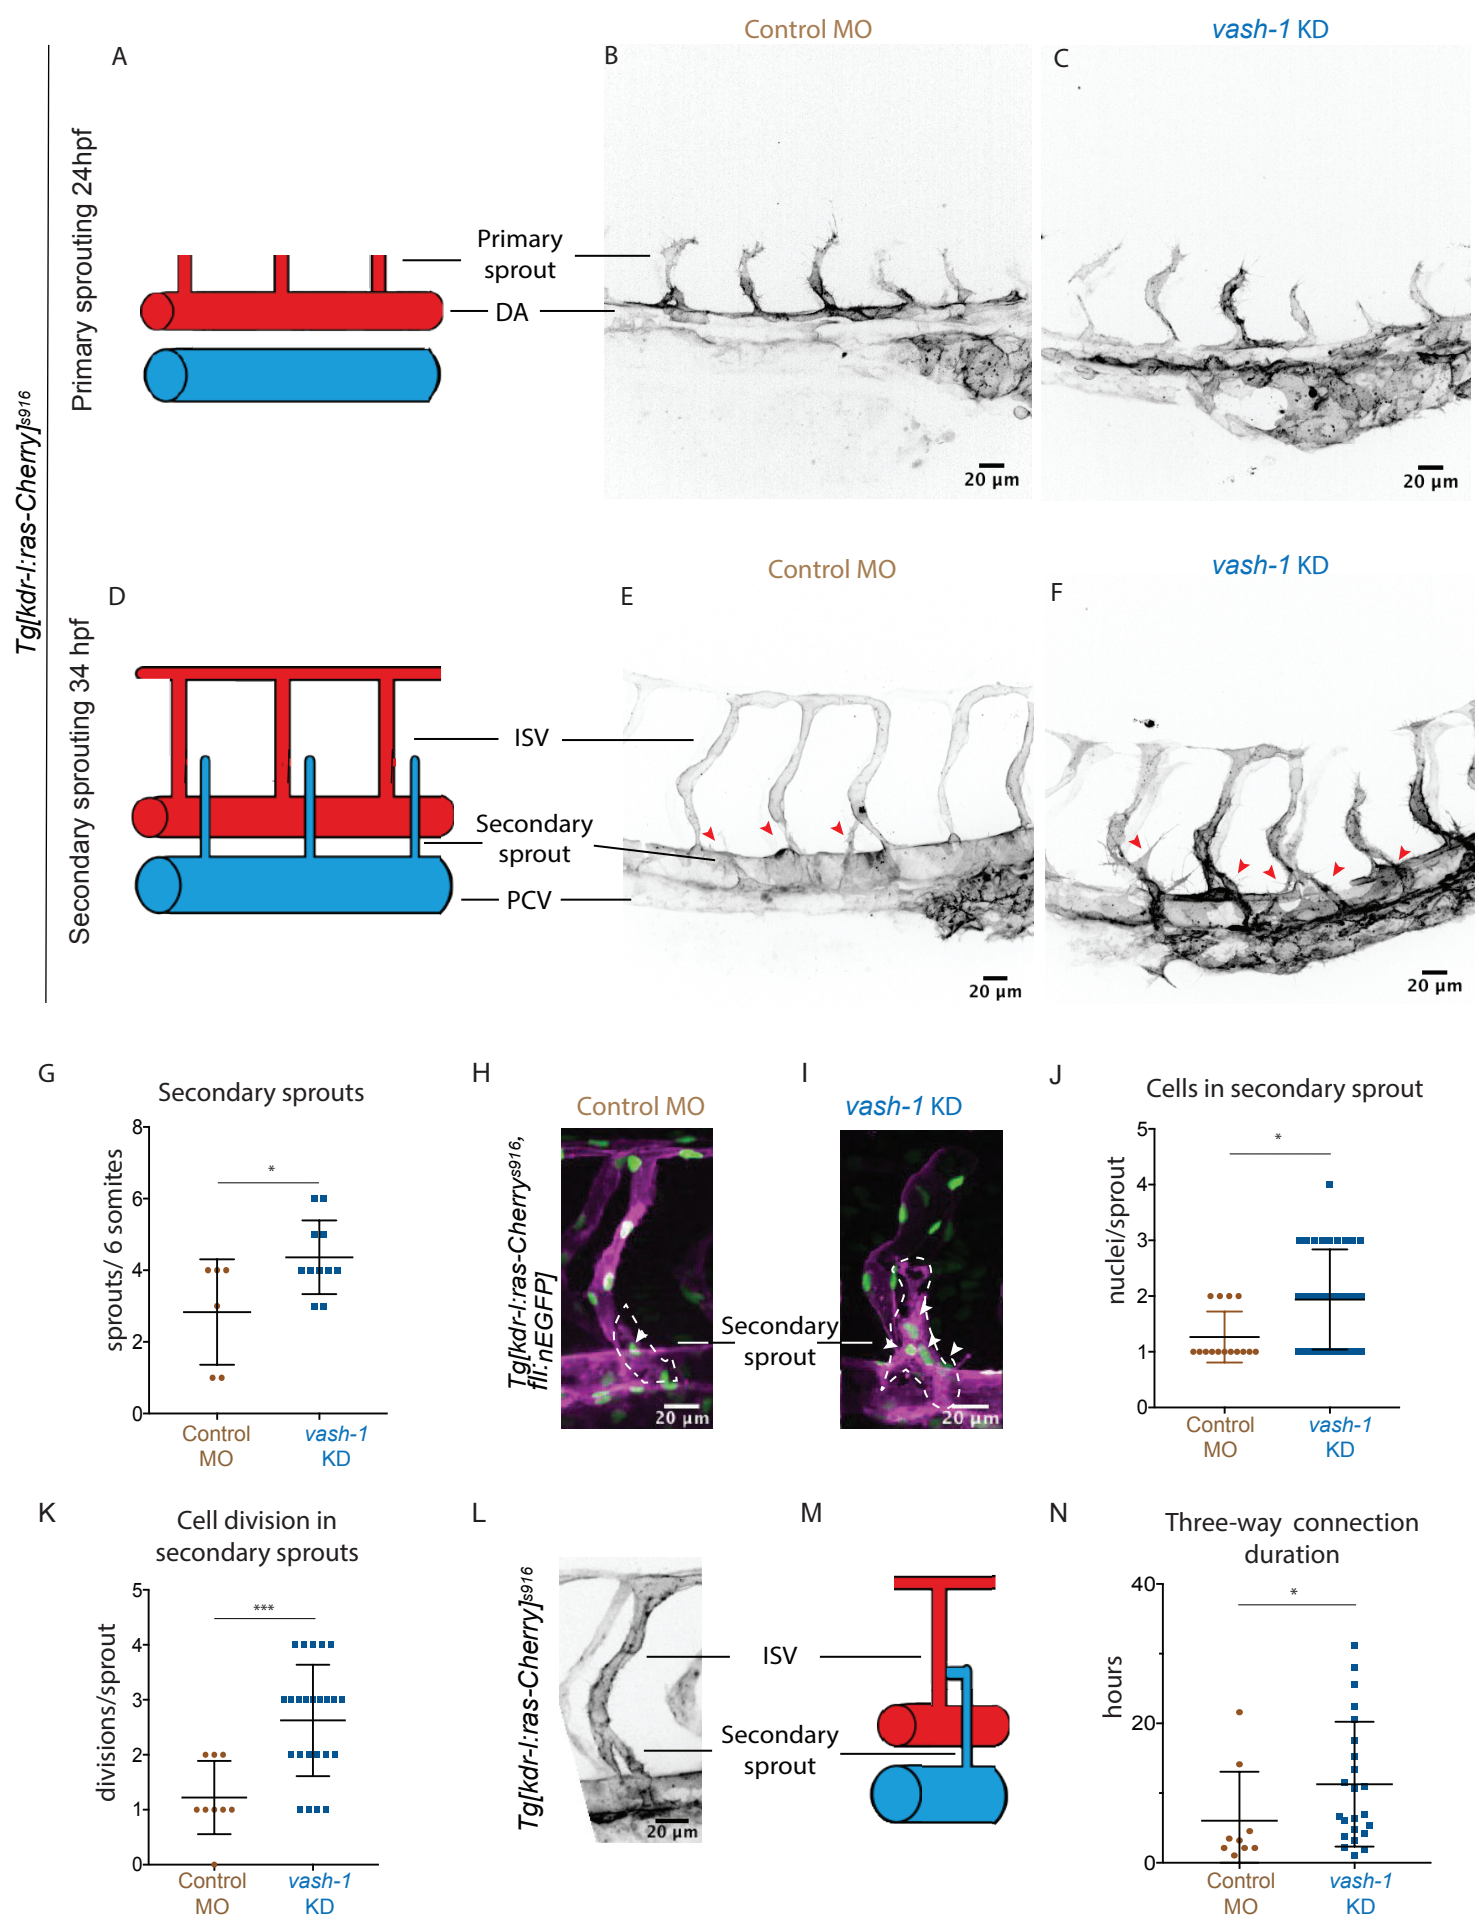 Control MO
vash-1 KD
A
B
C
Tg[kdr-l:ras-Cherry]s916
Primary sprouting 24hpf
Primary
sprout
DA
20 µm
20 µm
Control MO
vash-1 KD
D
E
F
Secondary sprouting 34 hpf
ISV
Secondary
sprout
PCV
20 µm
20 µm
G
Secondary sprouts
sprouts/ 6 somites
8
6
4
2
0
*
Control
MO
vash-1
KD
H
Control MO
I
vash-1 KD
Tg[kdr-l:ras-Cherrys916,
fli:nEGFP]
Secondary
sprout
20 µm
20 µm
J
Cells in secondary sprout
nuclei/sprout
5
4
3
2
1
0
*
Control
MO
vash-1
KD
K
Cell division in
secondary sprouts
divisions/sprout
5
4
3
2
1
0
***
Control
MO
vash-1
KD
L
Tg[kdr-l:ras-Cherry]s916
20 µm
M
ISV
Secondary
sprout
N
Three-way connection
duration
hours
40
20
0
*
Control
MO
vash-1
KD